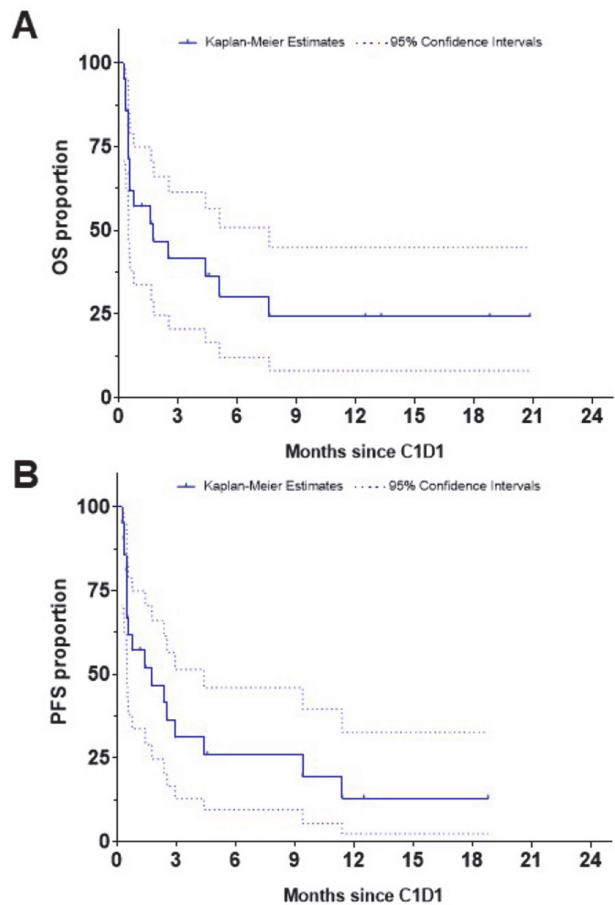 A
Kaplan-Meier Estimates 95% Confidence Intervals
100
75
50
25
0
OS proportion
0 3 6 9 12 15 18 21 24
Months since C1D1
B
Kaplan-Meier Estimates 95% Confidence Intervals
100
75
50
25
0
PFS proportion
0 3 6 9 12 15 18 21 24
Months since C1D1